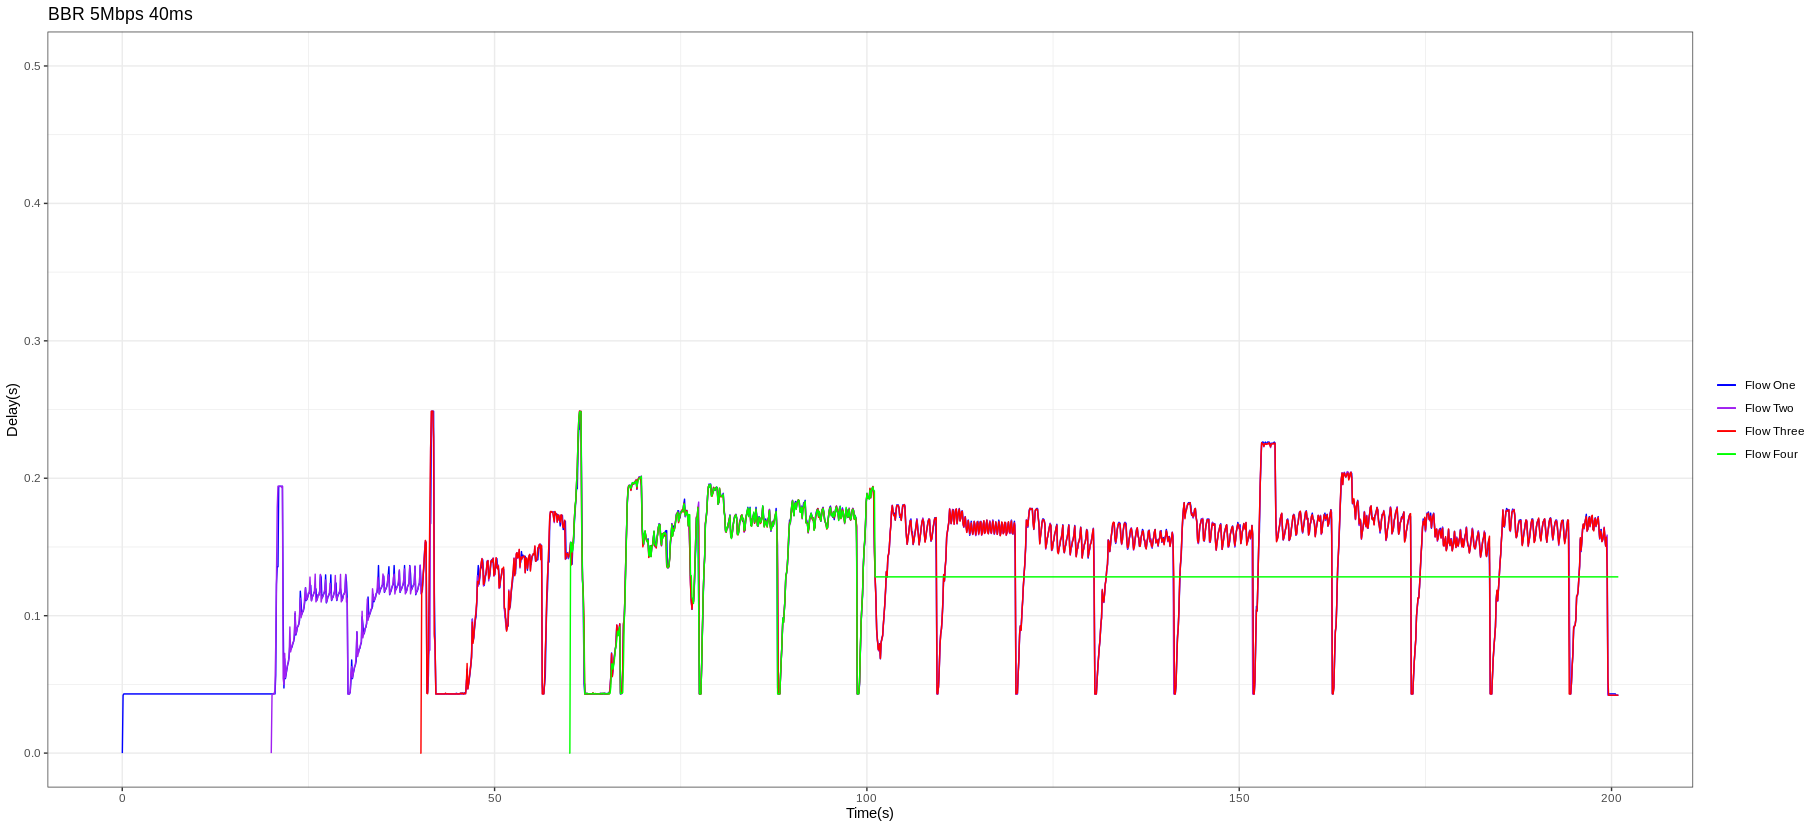 BBR 5Mbps 40ms
0.5
0.4
0.3
0.2
0.1
0.0
Delay(s)
0 50 100 150 200
Time(s)
Flow One
Flow Two
Flow Three
Flow Four